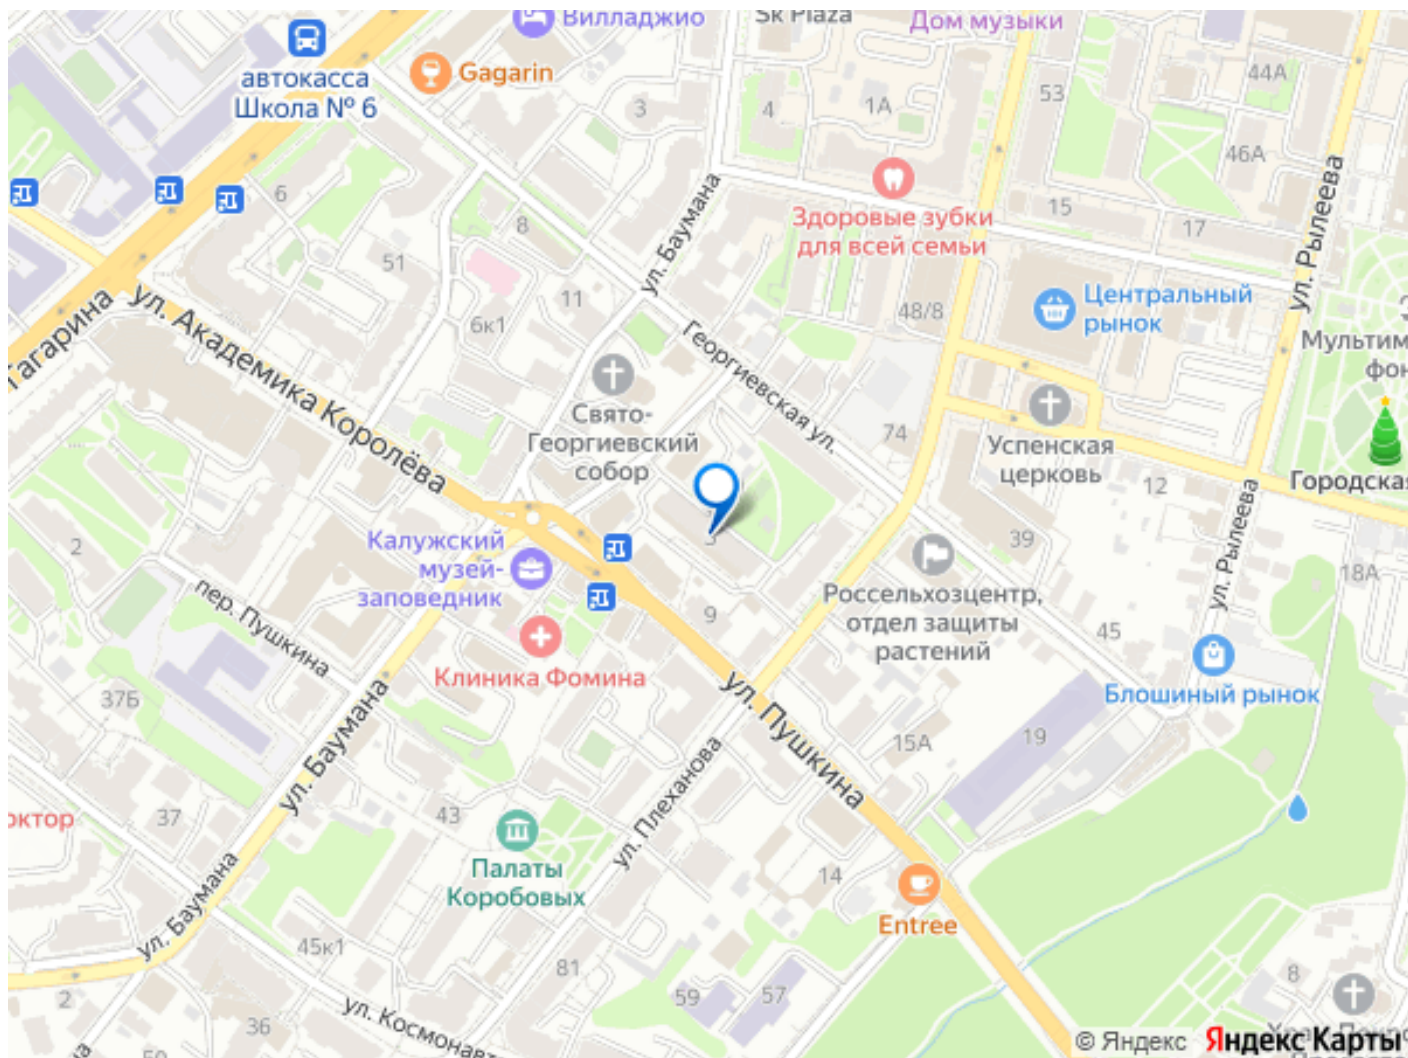 Вилладжио
Sk Plaza
Дом музыки
автокасса
Школа № 6
Gagarin
44А
53
3
4
1А
46А
ул. Рылеева
Здоровые зубки
для всей семьи
6
8
ул. Баумана
15
17
51
11
6к1
48/8
Центральный
рынок
Гагарина
ул. Академика Королёва
Георгиевская ул.
Мультим
фон
Свято-
Георгиевский
собор
74
Успенская
церковь
12
Городская
2
Калужский
музей-
заповедник
39
ул. Рылеева
18А
пер. Пушкина
9
Россельхозцентр,
отдел защиты
растений
45
Клиника Фомина
Блошиный рынок
37Б
ул. Баумана
ул. Пушкина
15А
19
ул. Плеханова
ктор
37
43
Палаты
Коробовых
14
Entree
ул. Баумана
45к1
81
59
57
8
2
36
ул. Космонавт
© Яндекс
Яндекс Карты